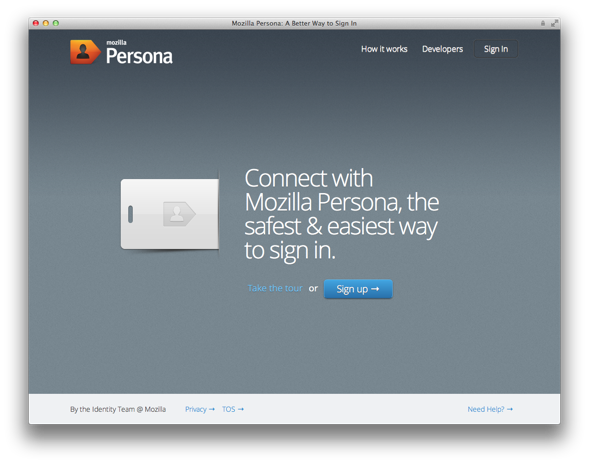 Mozilla Persona: A Better Way to Sign In
mozilla
Persona
How it works Developers Sign In
Connect with
Mozilla Persona, the
safest & easiest way
to sign in.
Take the tour or Sign up →
By the Identity Team @ Mozilla Privacy → TOS → Need Help? →